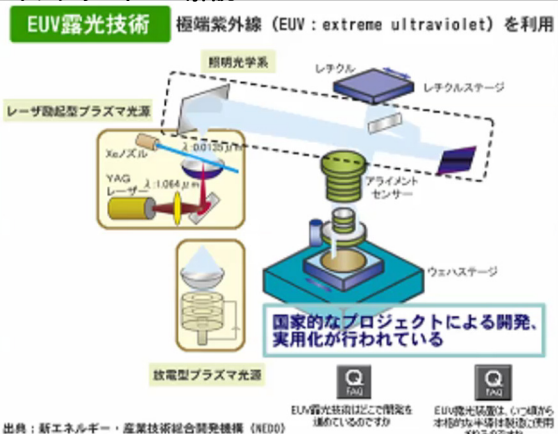 EUV露光技術
極端紫外線（EUV：extreme ultraviolet）を利用
照明光学系
レチクル
レチクルステージ
レーザ励起型プラズマ光源
Xeノズル
λ:0.0135μm
YAG
レーザー
λ:1.064μm
アライメント
センサー
ウェハステージ
国家的なプロジェクトによる開発、
実用化が行われている
放電型プラズマ光源
Q
FAQ
Q
FAQ
EUV露光技術はどこで開発を
進めているのですか
EUV露光装置は、いつ頃から
本格的な半導体製造に使用
出典：新エネルギー・産業技術総合開発機構（NEDO）